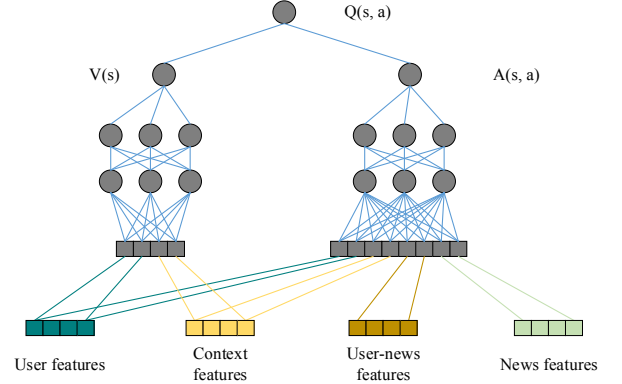 Q(s, a)
V(s)
A(s, a)
User features
Context
features
User-news
features
News features